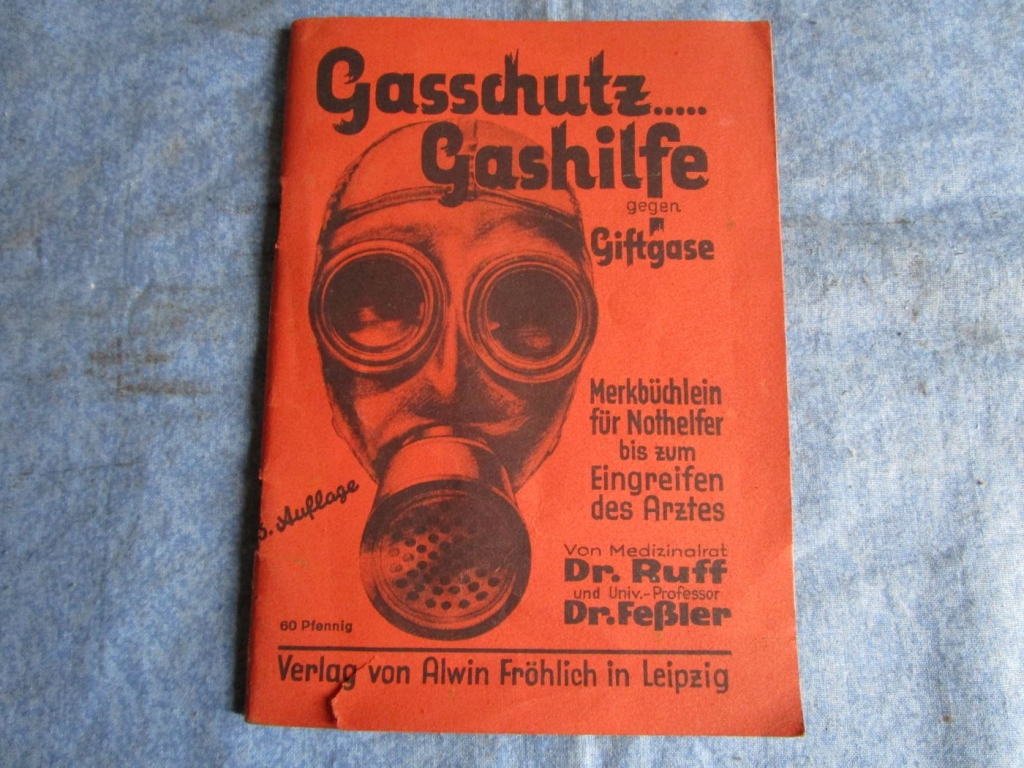 Gasschutz.....
Gashilfe
gegen
Giftgase
Merkbüchlein
für Nothelfer
bis zum
Eingreifen
des Arztes
Auflage
Von Medizinalrat
Dr. Ruff
und Univ.-Professor
Dr. Feßler
60 Pfennig
Verlag von Alwin Fröhlich in Leipzig